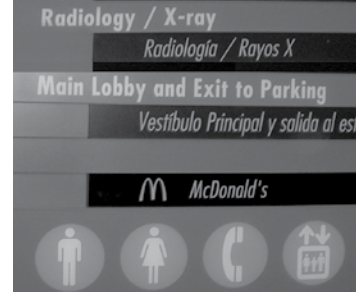 Radiology / X-ray
Radiología / Rayos X
Main Lobby and Exit to Parking
Vestíbulo Principal y salida al
McDonald's